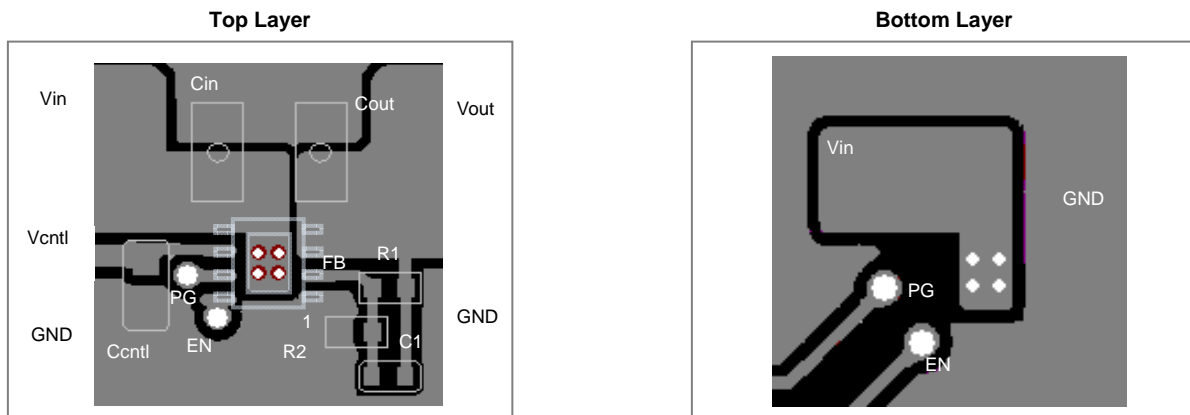 Top Layer
Bottom Layer
Vin
Cin
Cout
Vout
Vcntl
FB
R1
PG
1
GND
EN
GND
Ccntl
R2
C1
Vin
GND
PG
EN